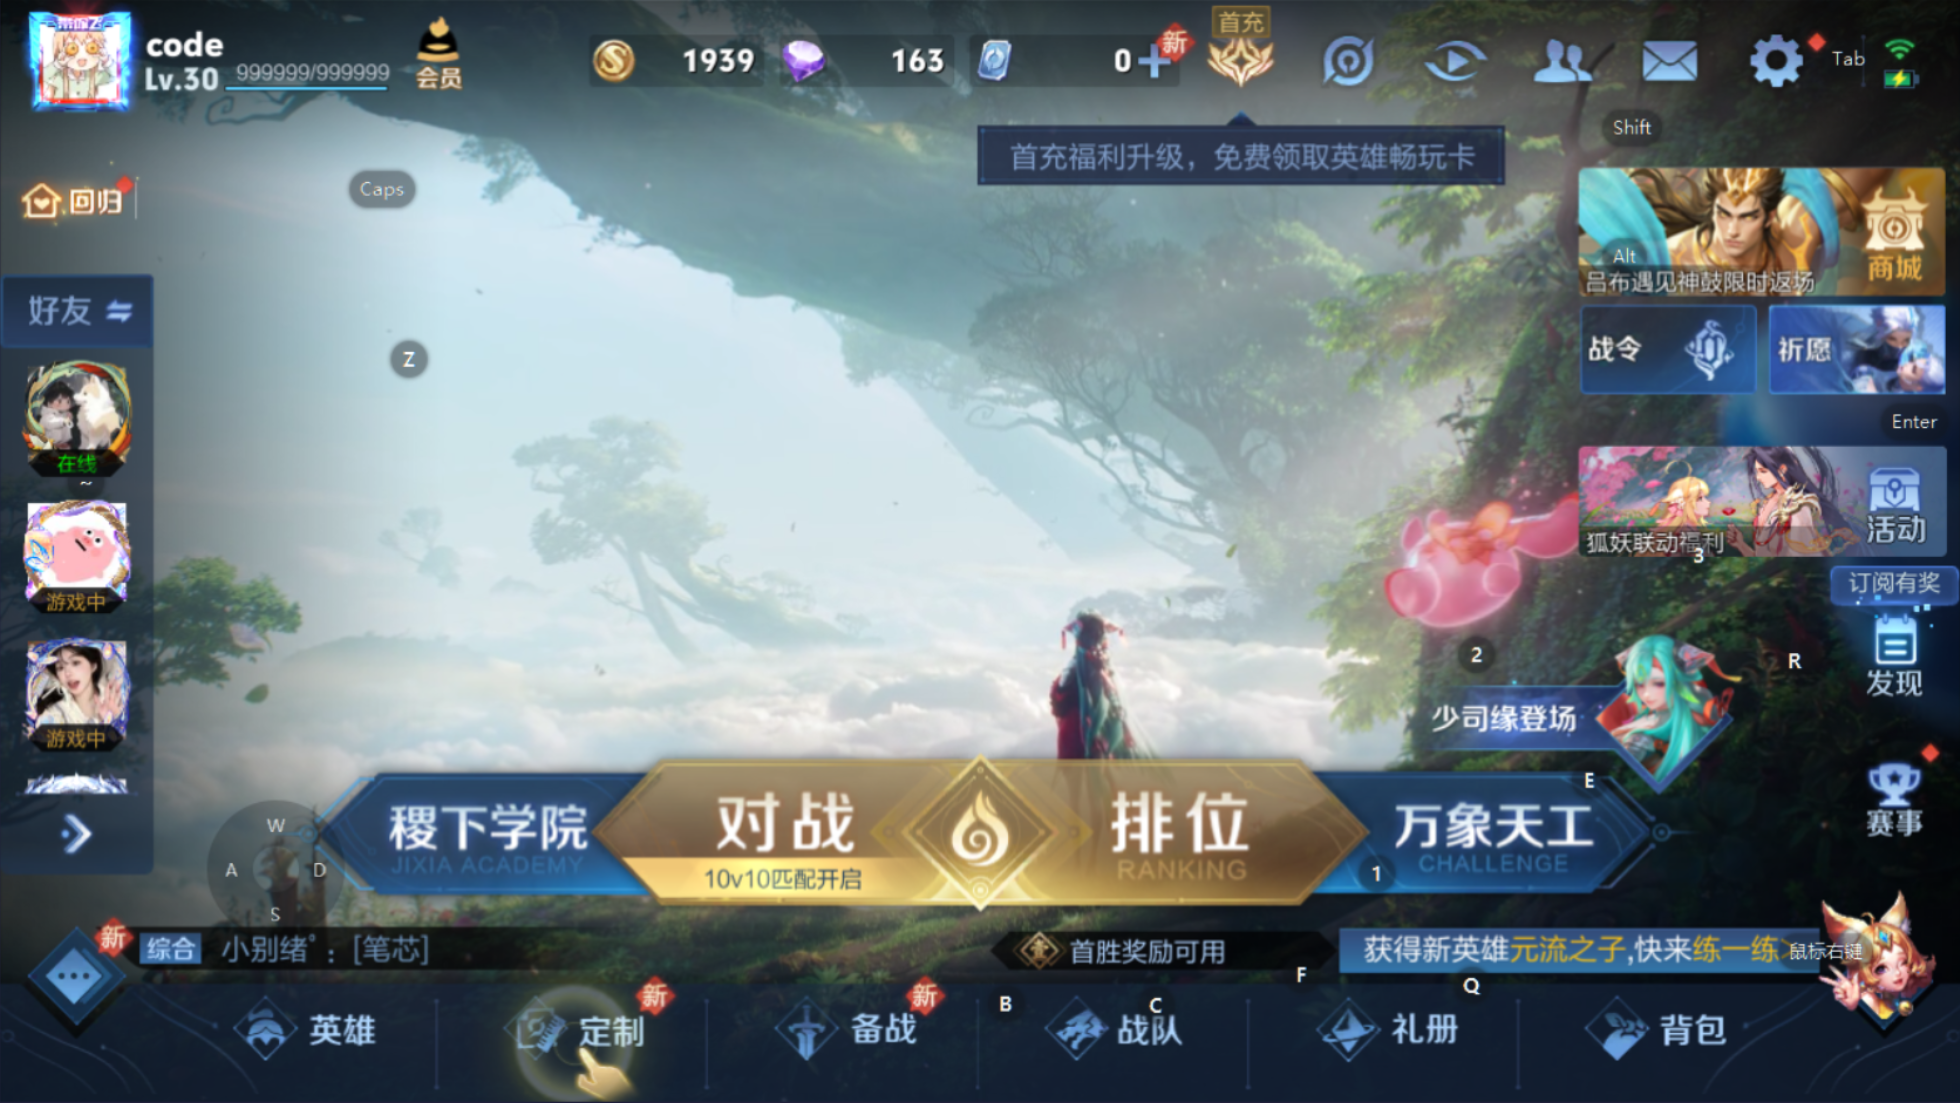 code
Lv.30 999999/999999
会员
1939
163
0
新
首充
Tab
首充福利升级，免费领取英雄畅玩卡
Shift
回归
Caps
Alt
吕布遇见神鼓限时返场
商城
好友
Z
战令
祈愿
Enter
在线
~
狐妖联动福利
活动
3
订阅有奖
游戏中
2
R
发现
少司缘登场
游戏中
E
W
A
D
S
稷下学院
JIXIA ACADEMY
对战
10v10匹配开启
排位
RANKING
1
万象天工
CHALLENGE
赛事
新
综合 小别绪°：[笔芯]
首胜奖励可用
F
获得新英雄元流之子,快来练一练>
鼠标右键
Q
英雄
定制
新
备战
新
B
C
战队
礼册
背包